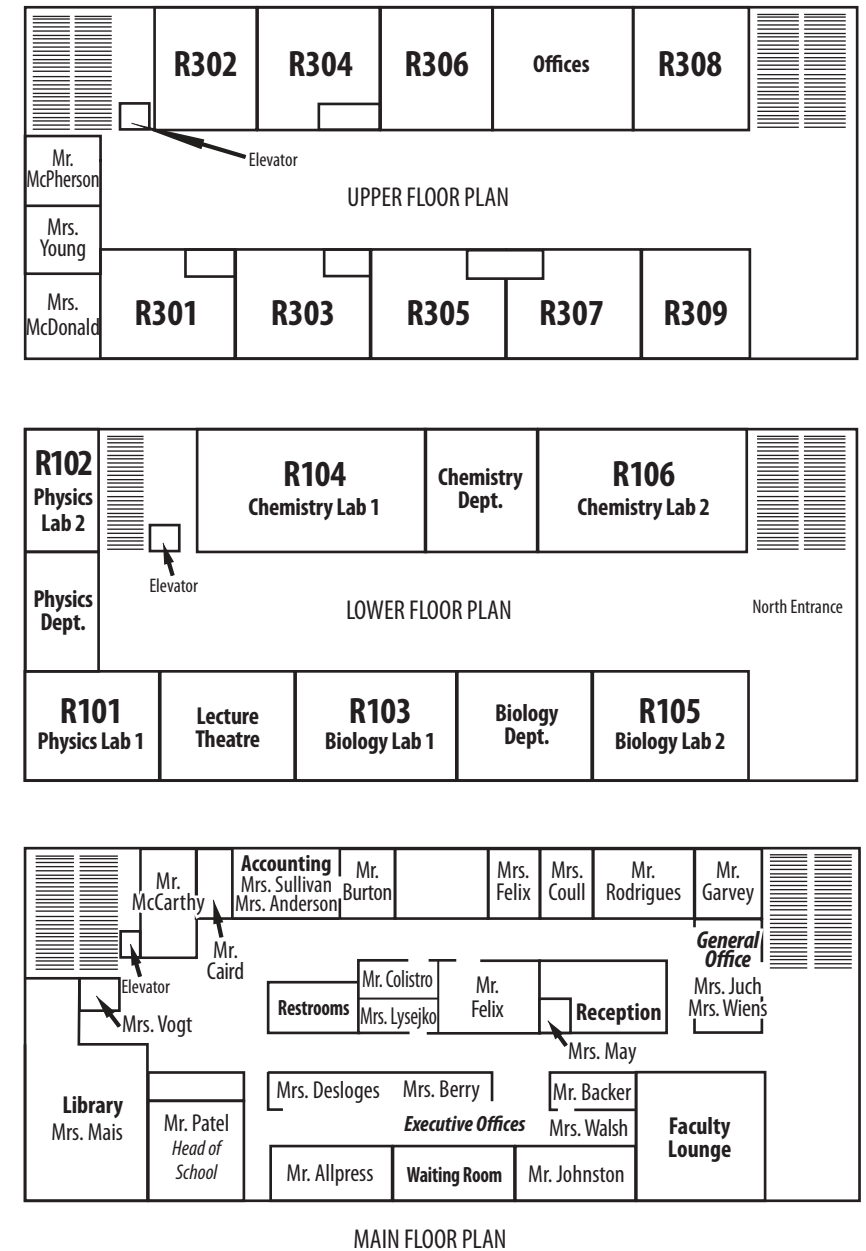 R302
R304
R306
Offices
R308
Elevator
Mr.
McPherson
UPPER FLOOR PLAN
Mrs.
Young
Mrs.
McDonald
R301
R303
R305
R307
R309
R102
Physics
Lab 2
R104
Chemistry Lab 1
Chemistry
Dept.
R106
Chemistry Lab 2
Elevator
Physics
Dept.
LOWER FLOOR PLAN
North Entrance
R101
Physics Lab 1
Lecture
Theatre
R103
Biology Lab 1
Biology
Dept.
R105
Biology Lab 2
Mr.
McCarthy
Mr.
Caird
Accounting
Mrs. Sullivan
Mrs. Anderson
Mr.
Burton
Mrs.
Felix
Mrs.
Coull
Mr.
Rodrigues
Mr.
Garvey
Elevator
General
Office
Mrs. Juch
Mrs. Wiens
Mrs. Vogt
Restrooms
Mr. Colistro
Mrs. Lysejko
Mr.
Felix
Reception
Mrs. May
Library
Mrs. Mais
Mr. Patel
Head of
School
Mrs. Desloges
Mrs. Berry
Executive Offices
Mr. Backer
Mrs. Walsh
Faculty
Lounge
Mr. Allpress
Waiting Room
Mr. Johnston
MAIN FLOOR PLAN